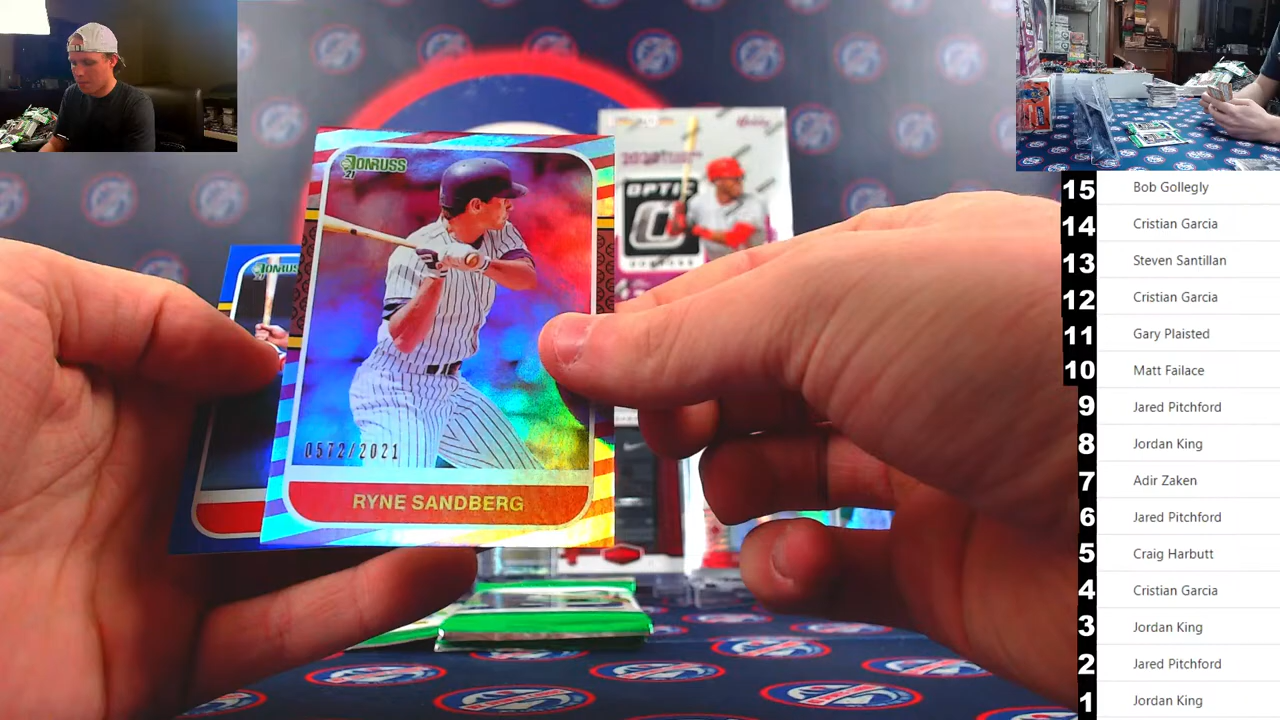 DONRUSS
21
0572/2021
RYNE SANDBERG
DONRUSS
OPTIC
15 Bob Gollegly
14 Cristian Garcia
13 Steven Santillan
12 Cristian Garcia
11 Gary Plaisted
10 Matt Failace
9 Jared Pitchford
8 Jordan King
7 Adir Zaken
6 Jared Pitchford
5 Craig Harbutt
4 Cristian Garcia
3 Jordan King
2 Jared Pitchford
1 Jordan King